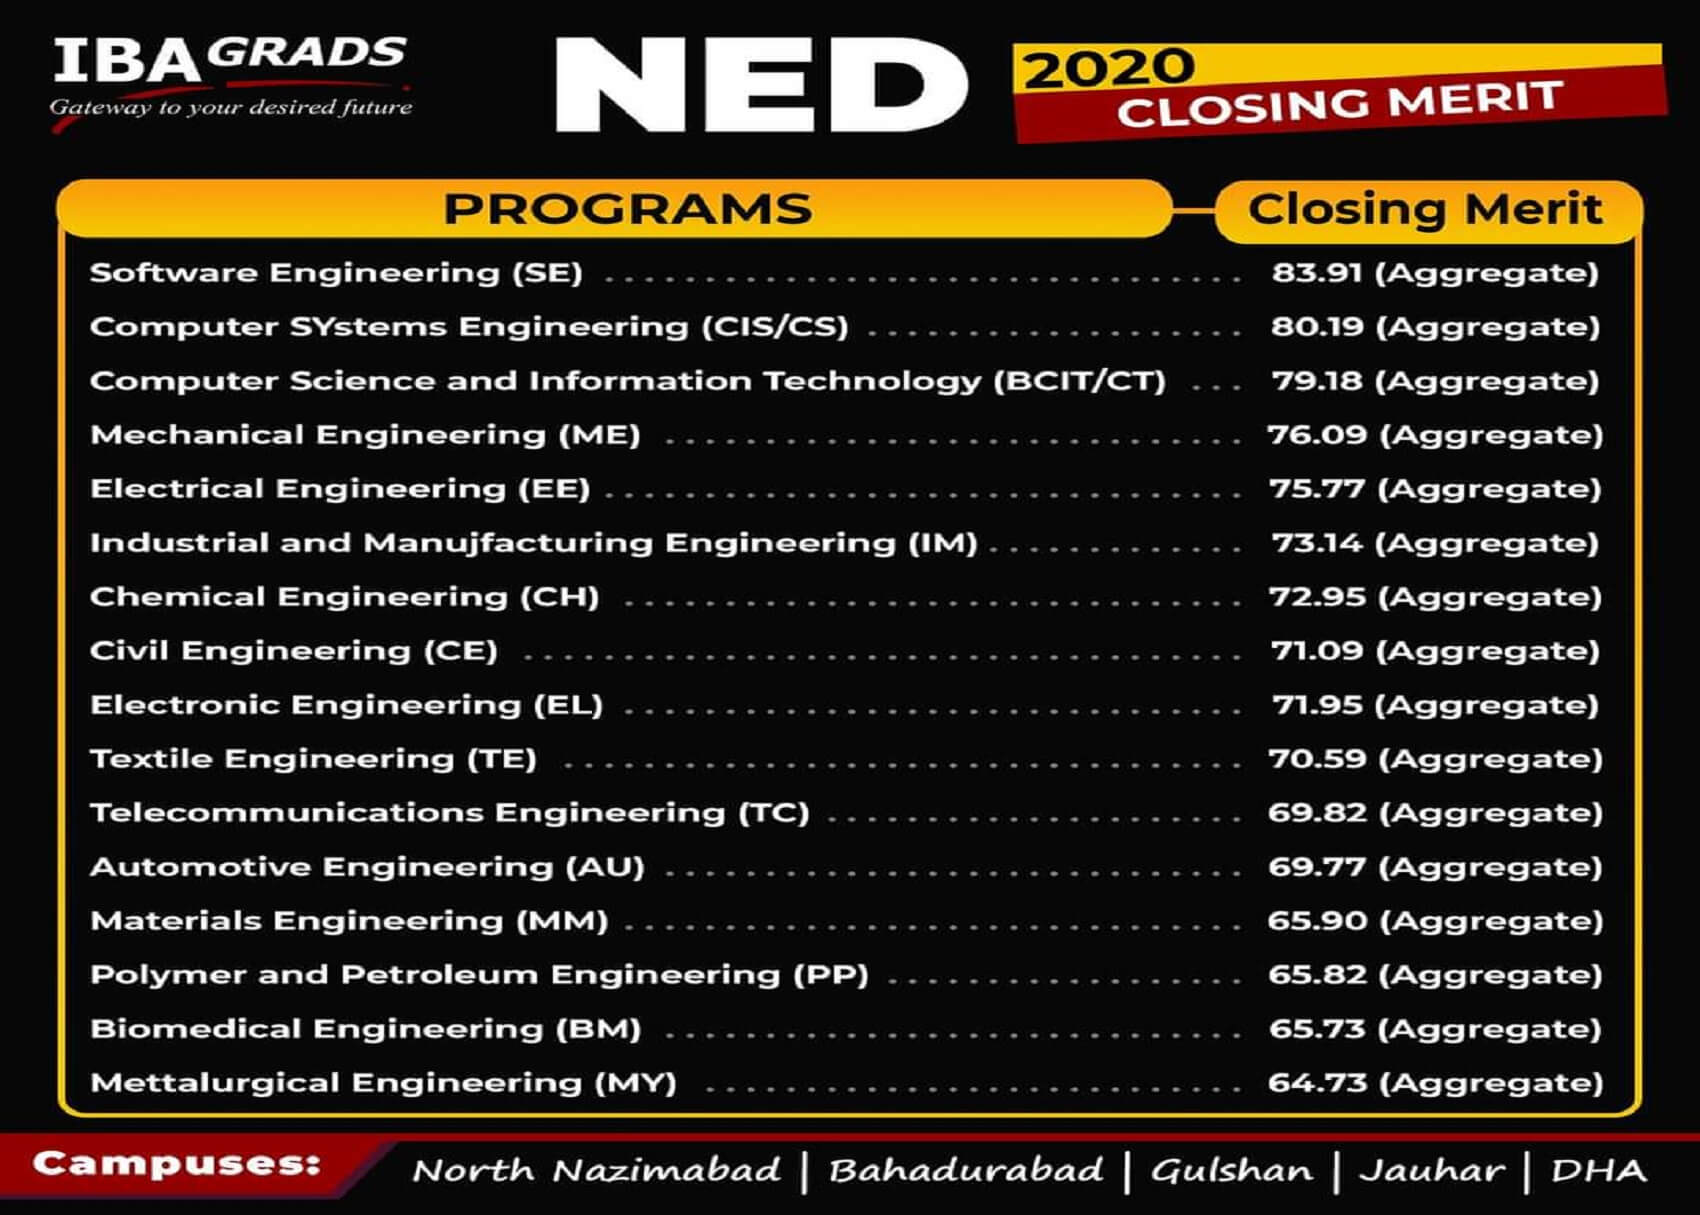 IBA GRADS
Gateway to your desired future
NED
2020
CLOSING MERIT
PROGRAMS Closing Merit
Software Engineering (SE) ................................ 83.91 (Aggregate)
Computer SYstems Engineering (CIS/CS) ................... 80.19 (Aggregate)
Computer Science and Information Technology (BCIT/CT) ... 79.18 (Aggregate)
Mechanical Engineering (ME) ............................. 76.09 (Aggregate)
Electrical Engineering (EE) ................................ 75.77 (Aggregate)
Industrial and Manujfacturing Engineering (IM) ............. 73.14 (Aggregate)
Chemical Engineering (CH) ............................... 72.95 (Aggregate)
Civil Engineering (CE) .................................... 71.09 (Aggregate)
Electronic Engineering (EL) ............................... 71.95 (Aggregate)
Textile Engineering (TE) .................................. 70.59 (Aggregate)
Telecommunications Engineering (TC) ..................... 69.82 (Aggregate)
Automotive Engineering (AU) ............................. 69.77 (Aggregate)
Materials Engineering (MM) ............................... 65.90 (Aggregate)
Polymer and Petroleum Engineering (PP) .................. 65.82 (Aggregate)
Biomedical Engineering (BM) ............................. 65.73 (Aggregate)
Mettalurgical Engineering (MY) ........................... 64.73 (Aggregate)
Campuses: North Nazimabad | Bahadurabad | Gulshan | Jauhar | DHA